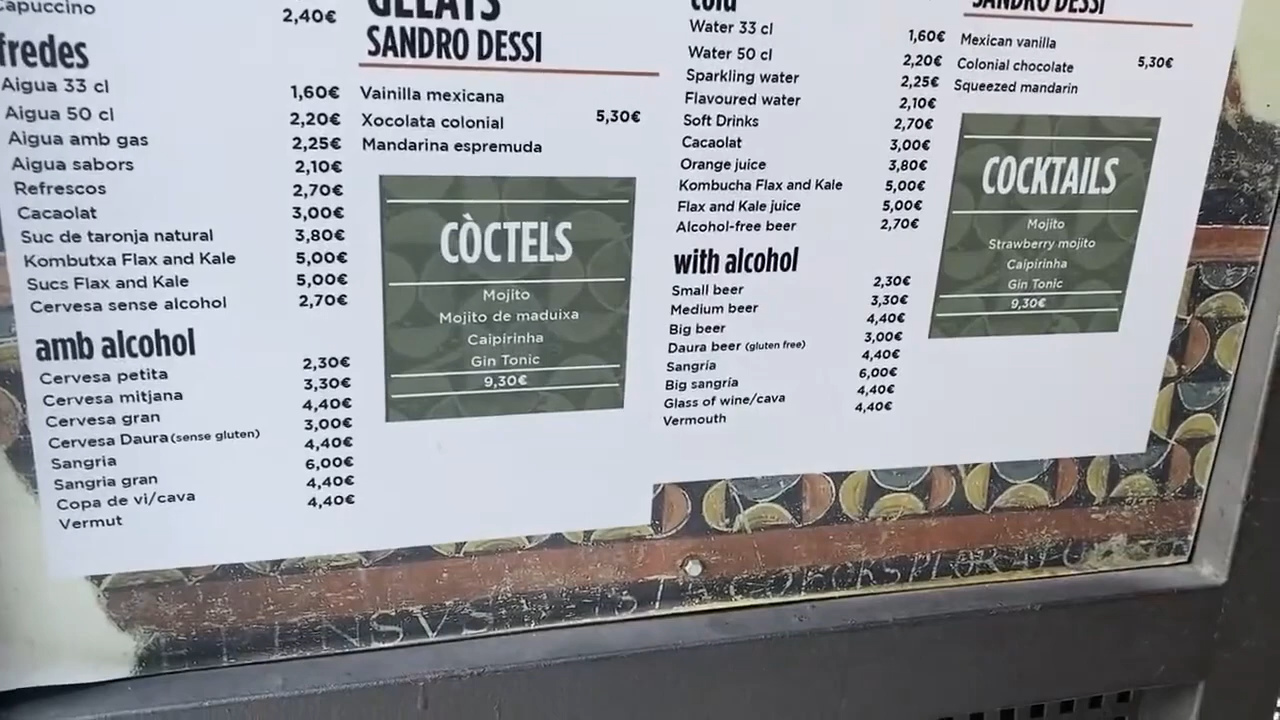 Capuccino 2,40€
fredes
Aigua 33 cl 1,60€
Aigua 50 cl 2,20€
Aigua amb gas 2,25€
Aigua sabors 2,10€
Refrescos 2,70€
Cacaolat 3,00€
Suc de taronja natural 3,80€
Kombutxa Flax and Kale 5,00€
Sucs Flax and Kale 5,00€
Cervesa sense alcohol 2,70€
amb alcohol
Cervesa petita 2,30€
Cervesa mitjana 3,30€
Cervesa gran 4,40€
Cervesa Daura (sense gluten) 3,00€
Sangria 4,40€
Sangria gran 6,00€
Copa de vi/cava 4,40€
Vermut 4,40€
GELATS
SANDRO DESSI
Vainilla mexicana
Xocolata colonial 5,30€
Mandarina espremuda
CÒCTELS
Mojito
Mojito de maduixa
Caipirinha
Gin Tonic
9,30€
cold
Water 33 cl 1,60€
Water 50 cl 2,20€
Sparkling water 2,25€
Flavoured water 2,10€
Soft Drinks 2,70€
Cacaolat 3,00€
Orange juice 3,80€
Kombucha Flax and Kale 5,00€
Flax and Kale juice 5,00€
Alcohol-free beer 2,70€
with alcohol
Small beer 2,30€
Medium beer 3,30€
Big beer 4,40€
Daura beer (gluten free) 3,00€
Sangría 4,40€
Big sangría 6,00€
Glass of wine/cava 4,40€
Vermouth 4,40€
SANDRO DESSI
Mexican vanilla
Colonial chocolate 5,30€
Squeezed mandarin
COCKTAILS
Mojito
Strawberry mojito
Caipirinha
Gin Tonic
9,30€